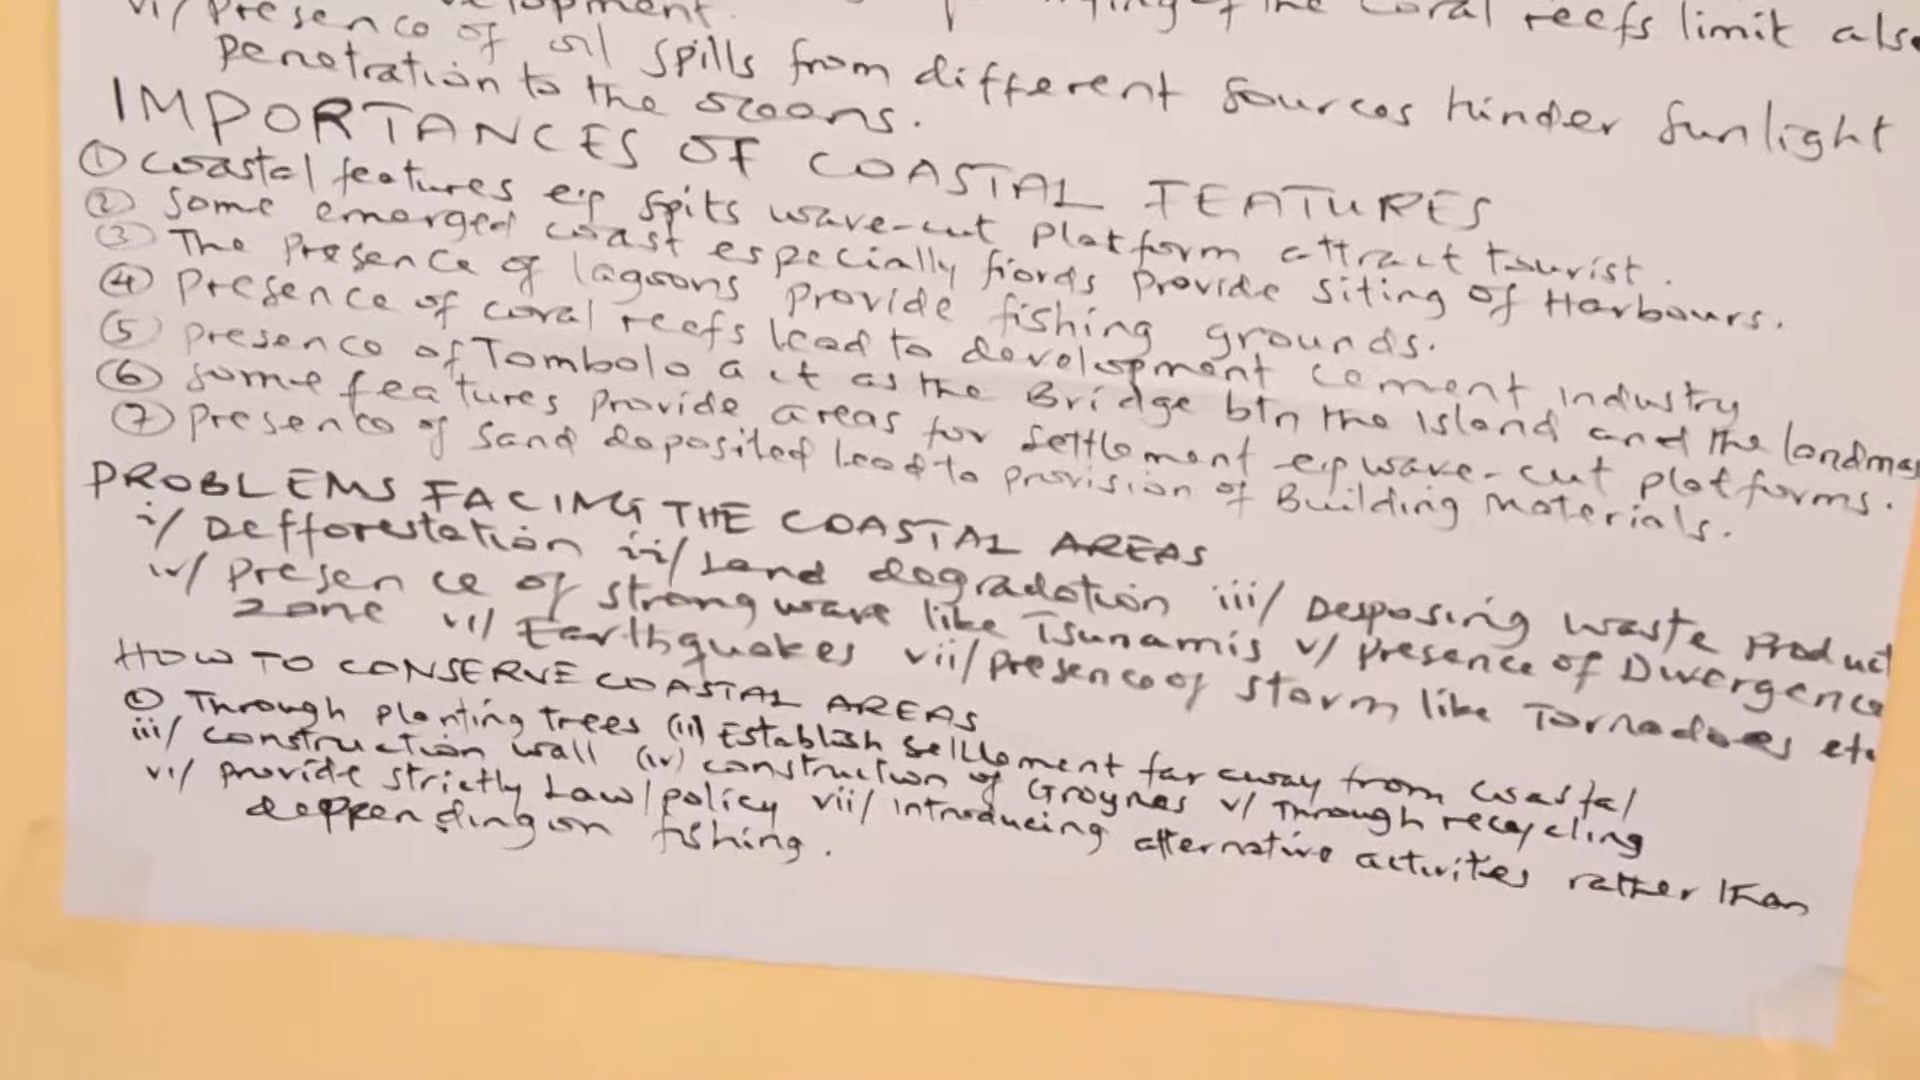 vi/ Presence of oil spills from different sources hinder sunlight
penetration to the oceans.
IMPORTANCES OF COASTAL FEATURES
① Coastal features eg spits wave-cut platform attract tourist.
② Some emerged coast especially fiords provide siting of Harbours.
③ The presence of lagoons provide fishing grounds.
④ Presence of coral reefs lead to development cement industry
⑤ Presence of Tombolo act as the Bridge btn the Island and the landmas
⑥ Some features provide areas for settlement eg wave-cut platforms.
⑦ Presence of sand deposited lead to provision of Building Materials.
PROBLEMS FACING THE COASTAL AREAS
i/ Defforestation ii/ Land degradation iii/ Desposing waste product
iv/ Presence of strong wave like Tsunamis v/ Presence of Divergence
zone vi/ Earthquakes vii/ Presence of storm like Tornadoes etc
HOW TO CONSERVE COASTAL AREAS
① Through planting trees (ii) Establish settlement far away from coastal
iii/ construction wall (iv) construction of Groynes v/ Through recaycling
vi/ provide strictly Law/policy vii/ introducing alternative activites rather than
deppending on fishing.